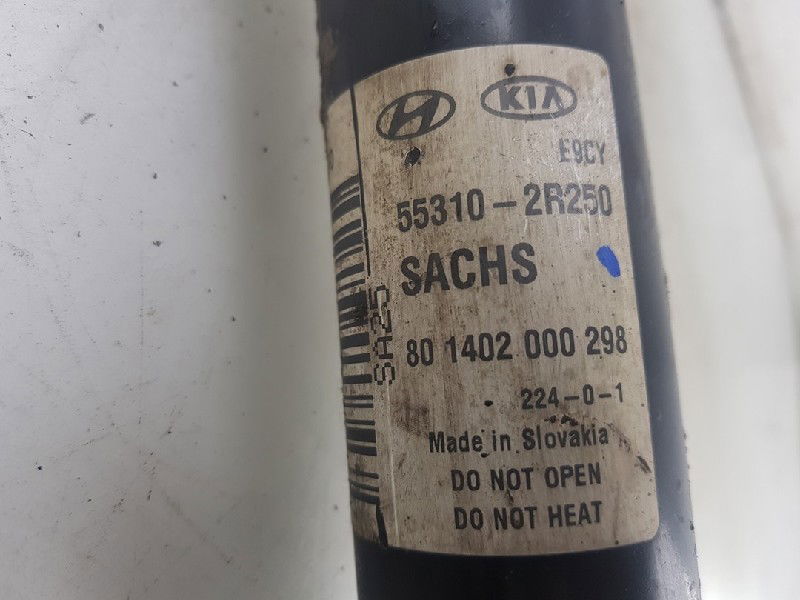 KIA
E9CY
55310-2R250
SACHS
SA25
80 1402 000 298
224-0-1
Made in Slovakia
DO NOT OPEN
DO NOT HEAT